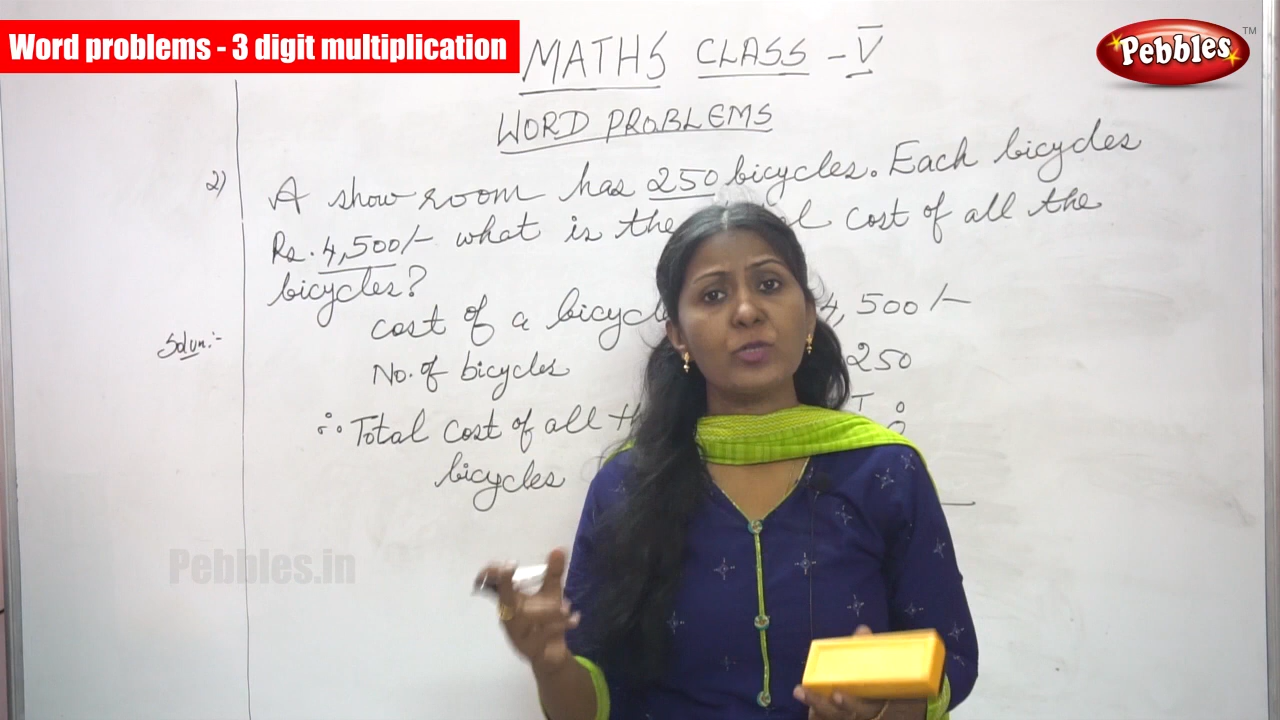 Word problems - 3 digit multiplication
Pebbles TM
MATHS CLASS - V
WORD PROBLEMS
2) A show room has 250 bicycles. Each bicycles
Rs. 4,500/- what is the cost of all the
bicycles?
Soln:- cost of a 4,500/-
No. of bicycles 250
∴ Total cost of all
bicycles
Pebbles.in